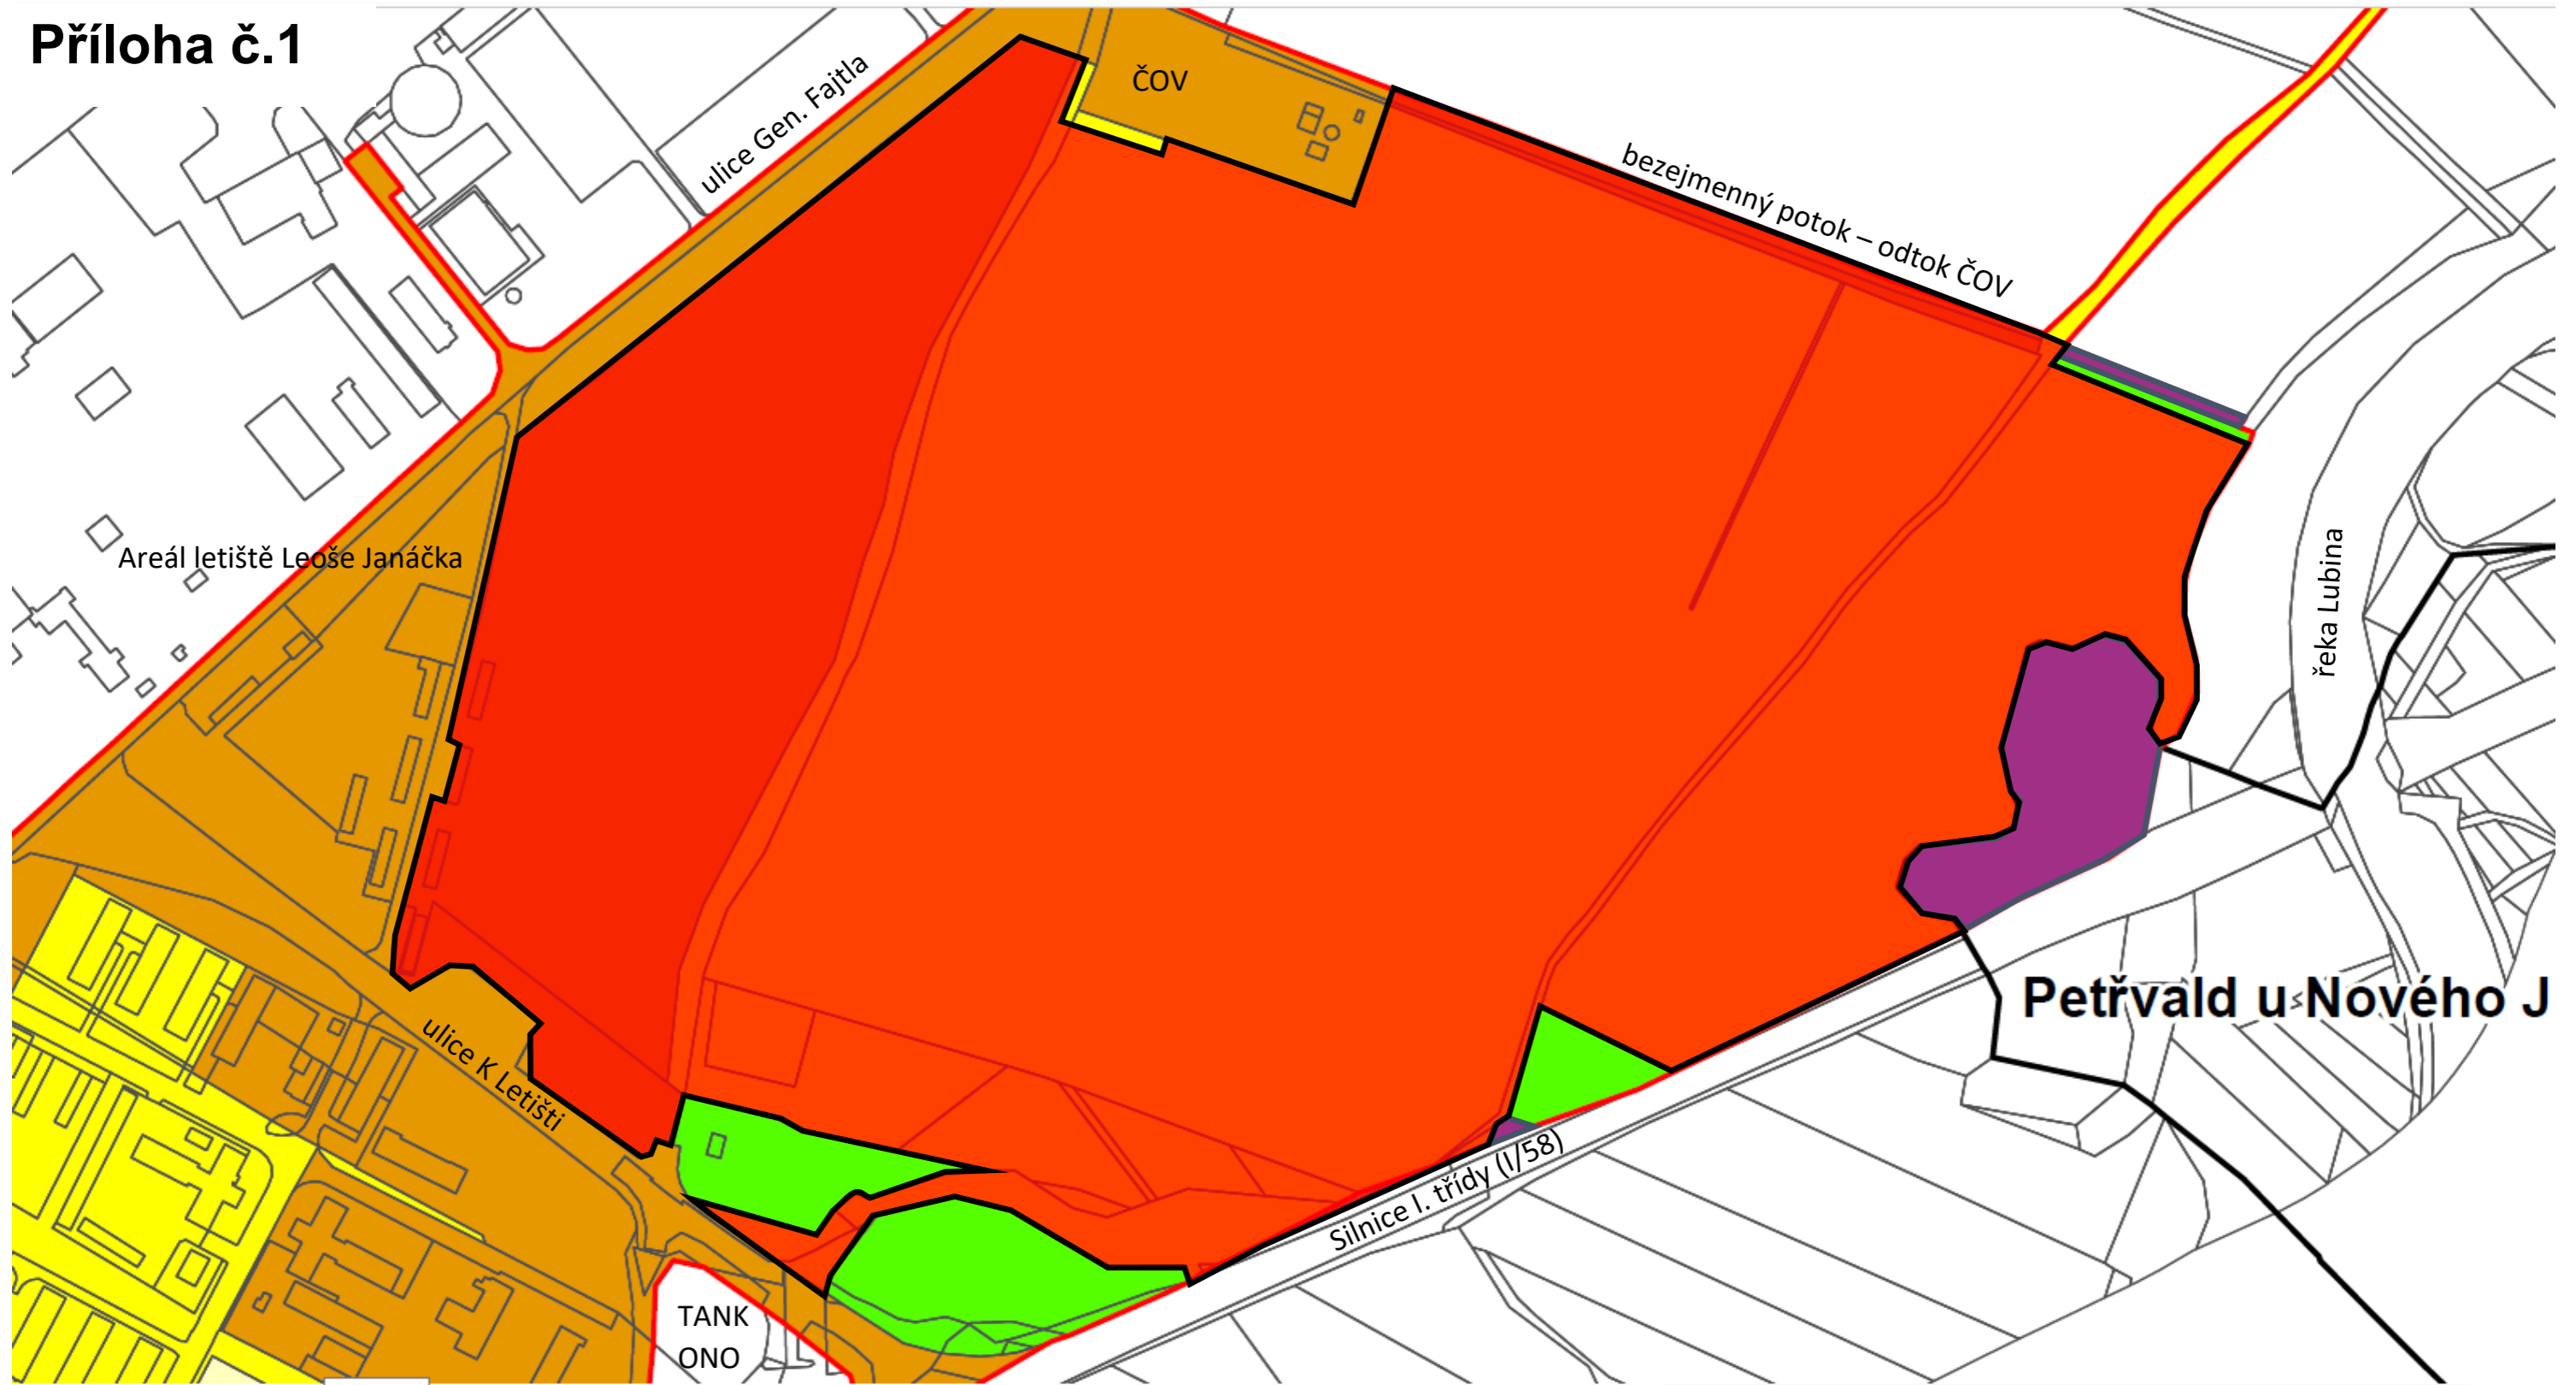 Příloha č.1
ČOV
ulice Gen. Fajtla
bezejmenný potok – odtok ČOV
Areál letiště Leoše Janáčka
řeka Lubina
Petřvald u Nového J
ulice K Letišti
Silnice I. třídy (I/58)
TANK
ONO